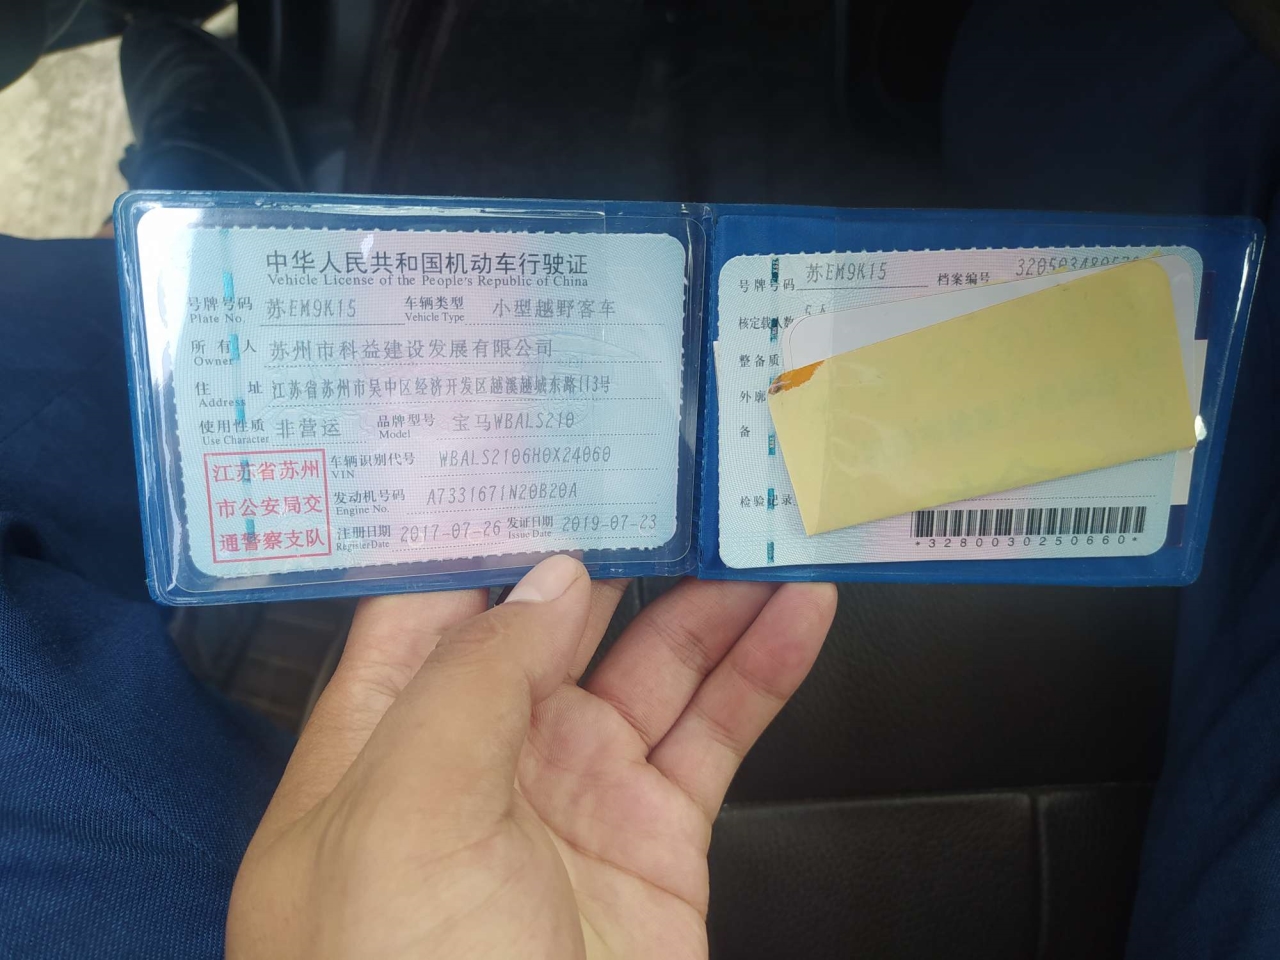 中华人民共和国机动车行驶证
Vehicle License of the People's Republic of China
号牌号码 苏EM9K15 车辆类型 小型越野客车
Plate No. Vehicle Type
所有人 苏州市科益建设发展有限公司
Owner
住址 江苏省苏州市吴中区经济开发区越溪越城东路113号
Address
使用性质 非营运 品牌型号 宝马WBALS210
Use Character Model
江苏省苏州
市公安局交
通警察支队
车辆识别代号 WBALS2106H0X24060
VIN
发动机号码 A7331671N20B20A
Engine No.
注册日期 2017-07-26 发证日期 2019-07-23
Register Date Issue Date
号牌号码 苏EM9K15 档案编号
核定载人数
整备质
外廓
备
检验记录
*3280030250660*